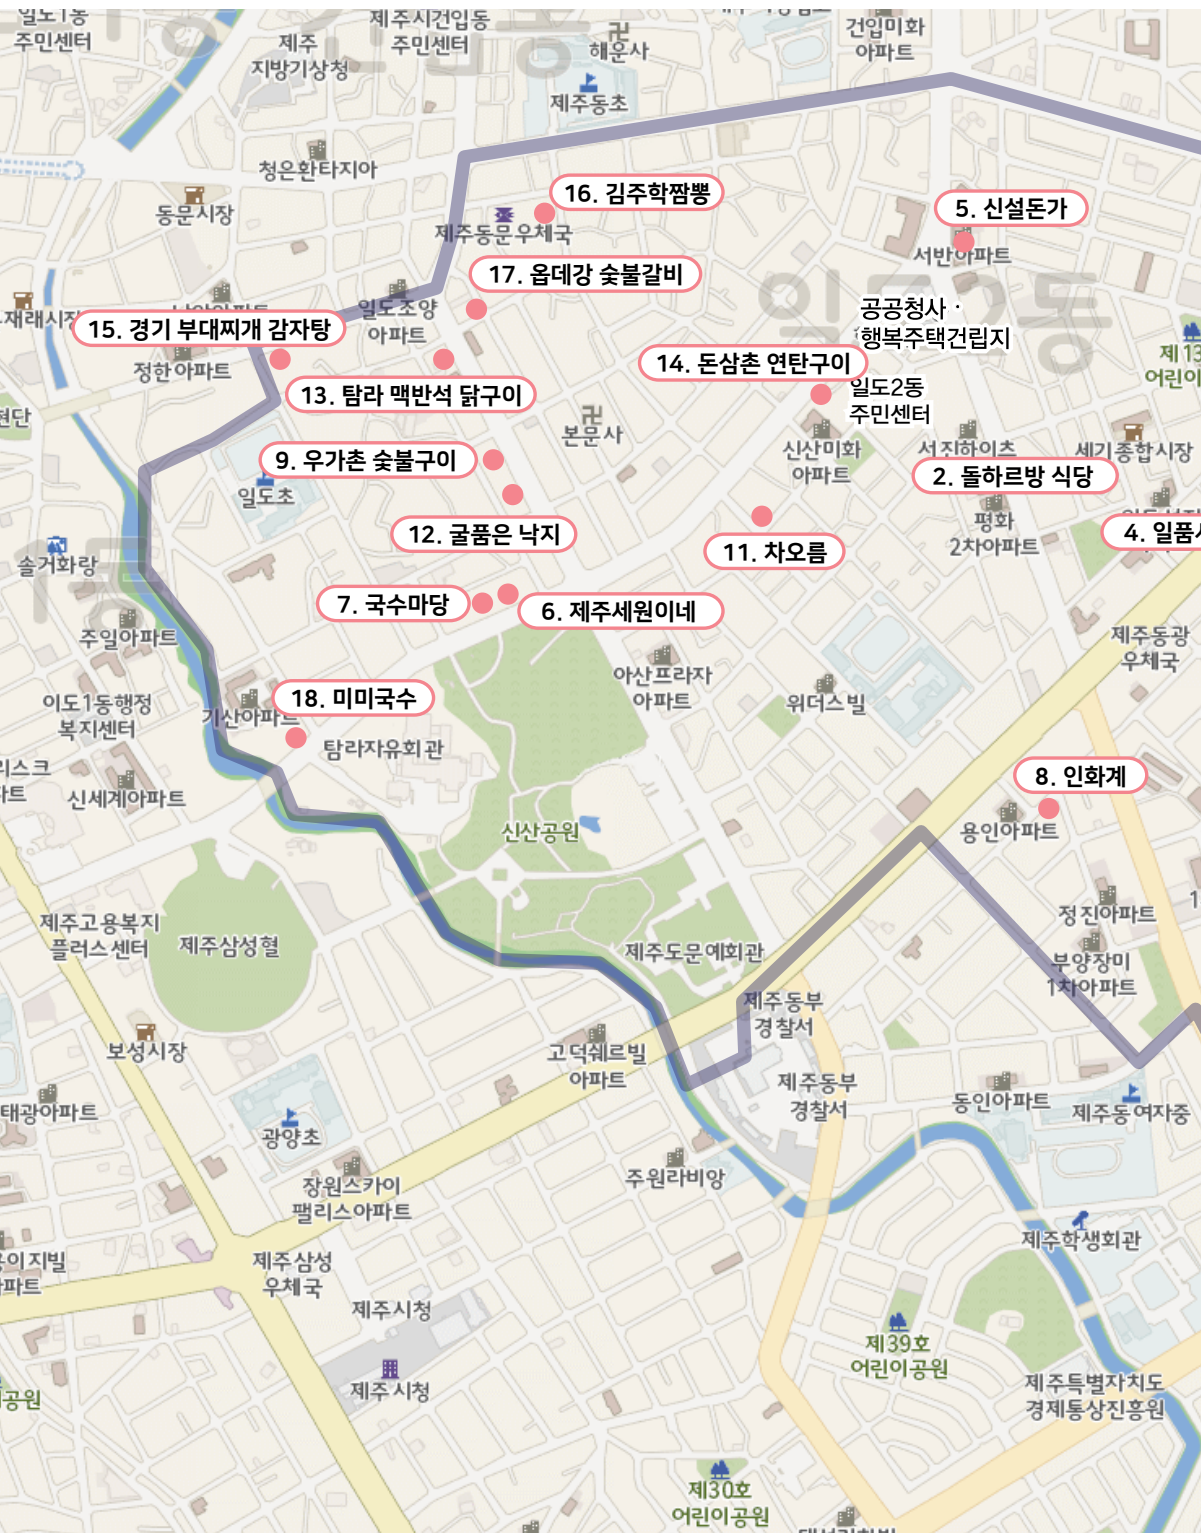 일도1동
주민센터
제주시건입동
주민센터
제주
지방기상청
해운사
건입미화
아파트
제주동초
청은환타지아
동문시장
16. 김주학짬뽕
5. 신설돈가
제주동문우체국
서반아파트
17. 옵데강 숯불갈비
일도2동
일도조양
아파트
공공청사 ·
행복주택건립지
15. 경기 부대찌개 감자탕
정한아파트
14. 돈삼촌 연탄구이
제13
어린이
13. 탐라 맥반석 닭구이
일도2동
주민센터
본문사
신산미화
아파트
서진하이츠
세기종합시장
9. 우가촌 숯불구이
일도초
2. 돌하르방 식당
12. 굴품은 낙지
평화
2차아파트
4. 일품
11. 차오름
솔거화랑
7. 국수마당
6. 제주세원이네
주일아파트
제주동광
우체국
아산프라자
아파트
위더스빌
이도1동행정
복지센터
18. 미미국수
기산아파트
탐라자유회관
신세계아파트
8. 인화계
용인아파트
신산공원
정진아파트
제주고용복지
플러스센터
제주삼성혈
제주도문예회관
부양장미
1차아파트
제주동부
경찰서
보성시장
고덕쉐르빌
아파트
제주동부
경찰서
태광아파트
동인아파트
제주동여자중
광양초
주원라비앙
장원스카이
팰리스아파트
제주학생회관
이지빌
파트
제주삼성
우체국
제주시청
제39호
어린이공원
제주시청
공원
제주특별자치도
경제통상진흥원
제30호
어린이공원